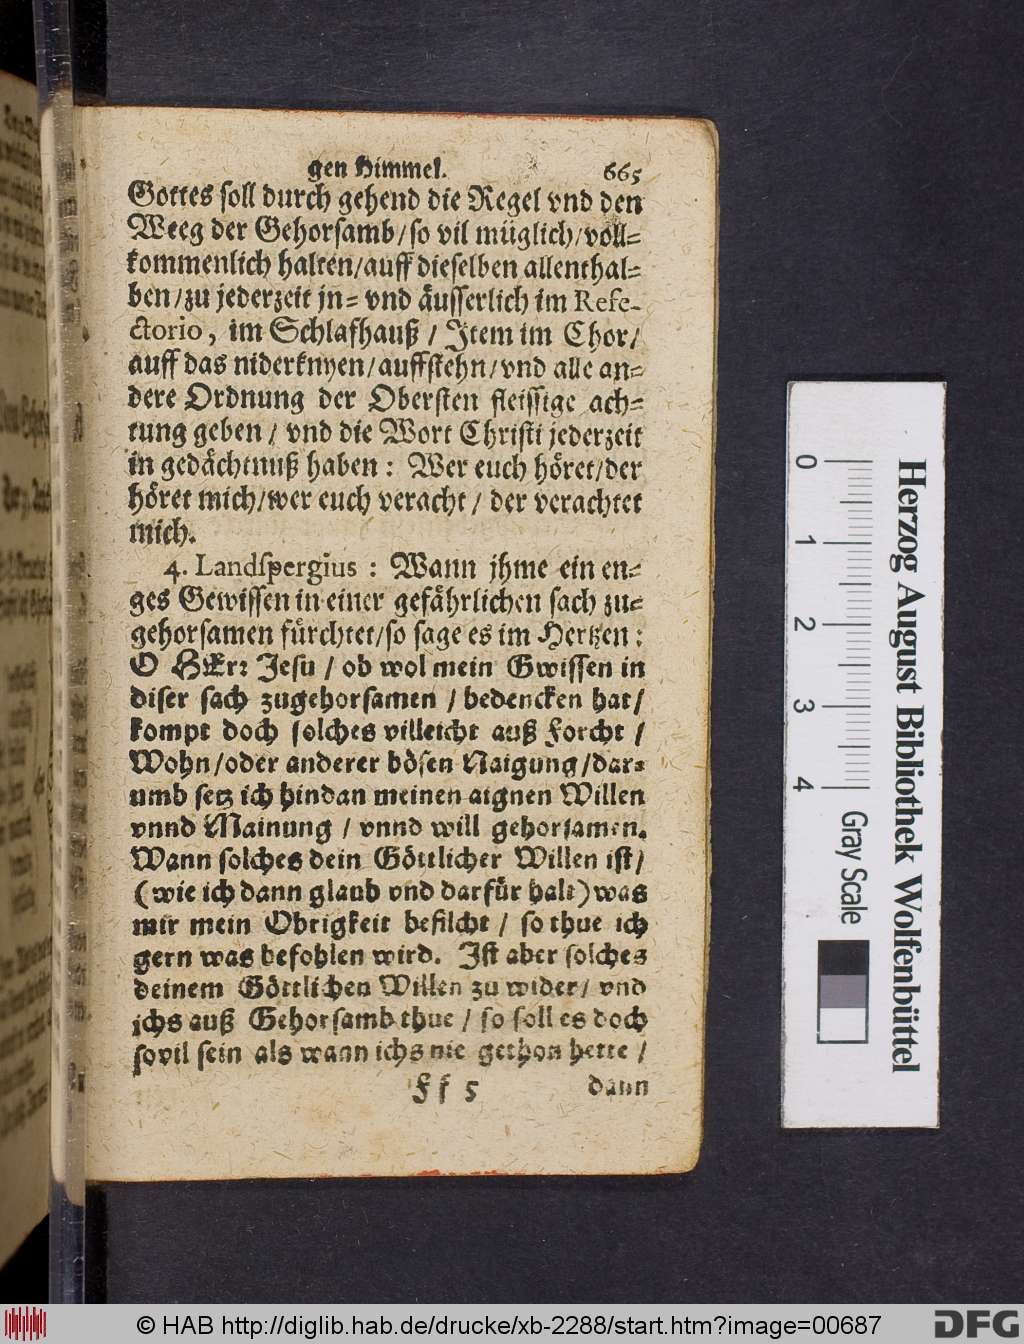 gen Himmel. 665
Gottes soll durch gehend die Regel vnd den
Weeg der Gehorsamb/so vil müglich/voll=
kommenlich halten/auff dieselben allenthal=
ben/zu jederzeit jn= vnd äusserlich im Refe-
ctorio, im Schlafhauß / Jtem im Chor/
auff das niderknyen/auffstehn/vnd alle an=
dere Ordnung der Obersten fleissige ach=
tung geben / vnd die Wort Christi jederzeit
in gedächtnuß haben : Wer euch höret/der
höret mich/wer euch veracht / der verachtet
mich.
4. Landspergius : Wann jhme ein en=
ges Gewissen in einer gefährlichen sach zu=
gehorsamen fürchtet/so sage es im Hertzen:
O HErr Jesu / ob wol mein Gwissen in
diser sach zugehorsamen / bedencken hat/
kompt doch solches villeicht auß forcht /
Wohn/oder anderer bösen Naigung/dar=
umb setz ich hindan meinen aignen Willen
vnnd Mainung / vnnd will gehorsamen.
Wann solches dein Göttlicher Willen ist/
(wie ich dann glaub vnd darfür halt) was
mir mein Obrigkeit befilcht / so thue ich
gern was befohlen wird. Ist aber solches
deinem Göttlichen Willen zu wider/ vnd
ichs auß Gehorsamb thue / so soll es doch
sovil sein als wann ichs nie gethon hette /
Ff 5 dann
0 1 2 3 4
Gray Scale
Herzog August Bibliothek Wolfenbüttel
© HAB http://diglib.hab.de/drucke/xb-2288/start.htm?image=00687
DFG